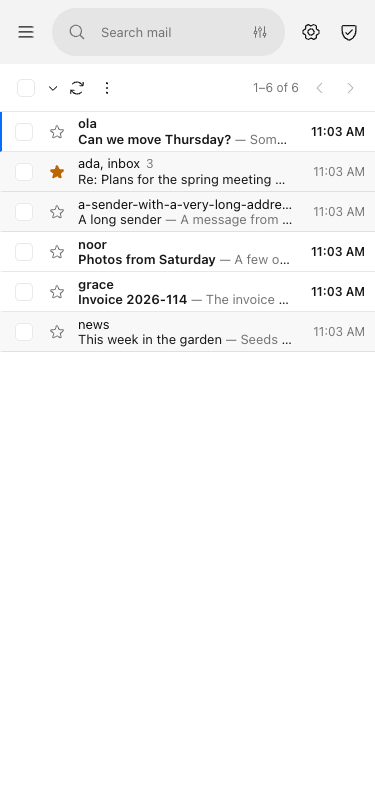 Search mail
1–6 of 6
ola
Can we move Thursday? — Som...
11:03 AM
ada, inbox 3
Re: Plans for the spring meeting ...
11:03 AM
a-sender-with-a-very-long-addre...
A long sender — A message from ...
11:03 AM
noor
Photos from Saturday — A few o...
11:03 AM
grace
Invoice 2026-114 — The invoice ...
11:03 AM
news
This week in the garden — Seeds ...
11:03 AM